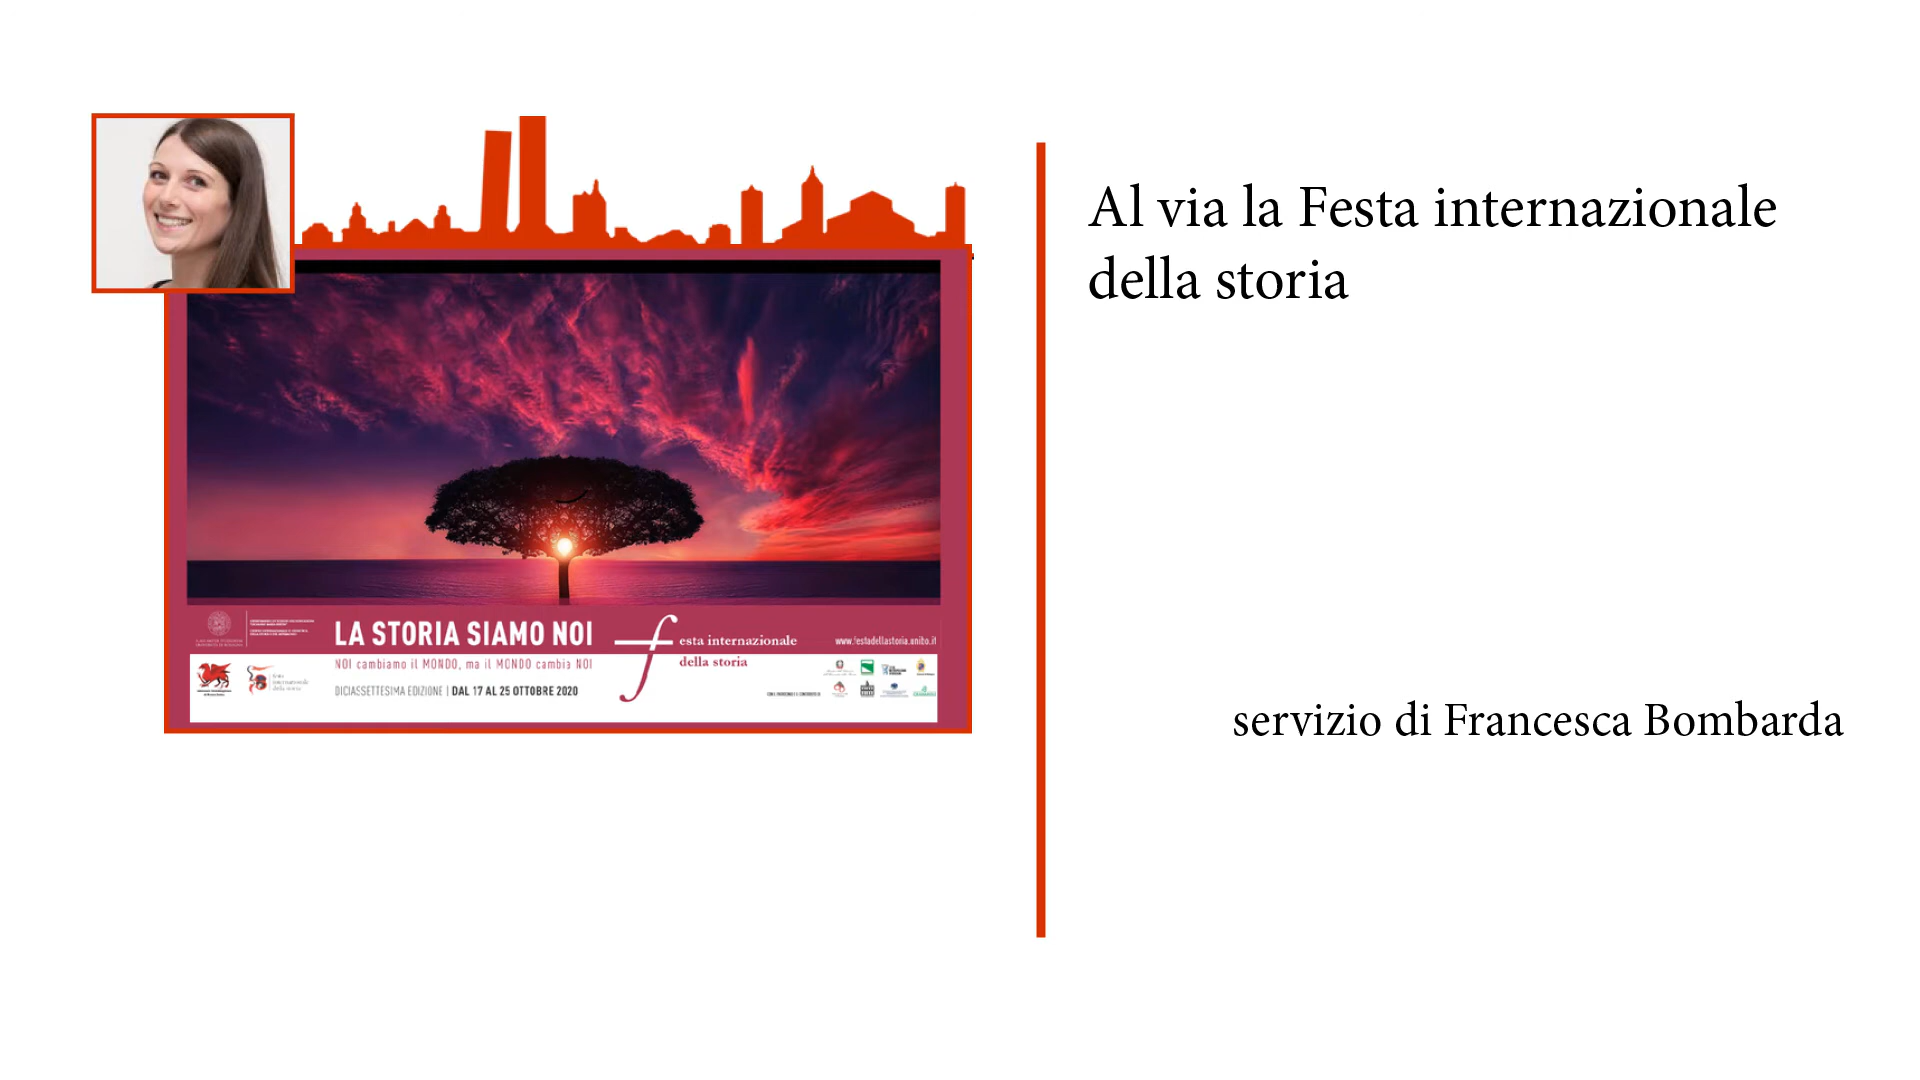 Al via la Festa internazionale
della storia
servizio di Francesca Bombarda
LA STORIA SIAMO NOI
NOI cambiamo il MONDO, ma il MONDO cambia NOI
DICIASSETTESIMA EDIZIONE | DAL 17 AL 25 OTTOBRE 2020
festa internazionale
della storia
www.festadellastoria.unibo.it